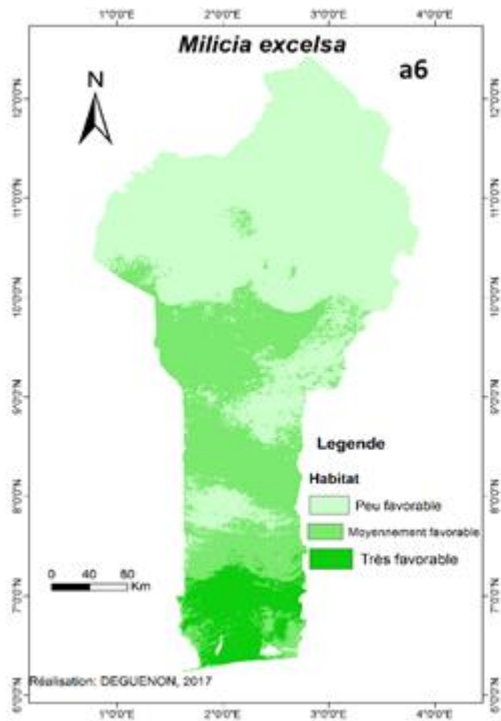 1°0'0"E 2°0'0"E 3°0'0"E 4°0'0"E
Milicia excelsa
a6
N
12°0'0"N 12°0'0"N
11°0'0"N 11°0'0"N
10°0'0"N 10°0'0"N
9°0'0"N 9°0'0"N
Legende
Habitat
Peu favorable
8°0'0"N 8°0'0"N
Moyennement favorable
Très favorable
0 40 80
Km
7°0'0"N 7°0'0"N
Réalisation: DEGUENON, 2017
6°0'0"N 6°0'0"N
1°0'0"E 2°0'0"E 3°0'0"E 4°0'0"E